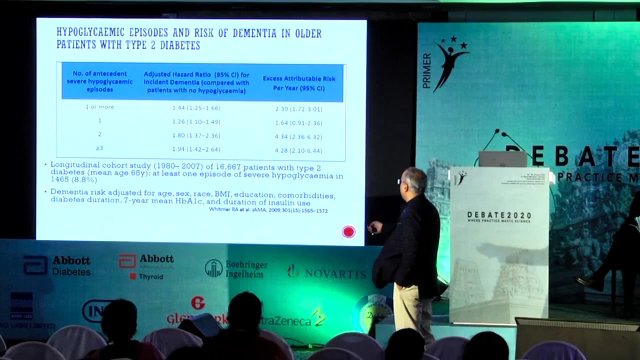 HYPOGLYCAEMIC EPISODES AND RISK OF DEMENTIA IN OLDER
PATIENTS WITH TYPE 2 DIABETES
No. of antecedent severe hypoglycaemic episodes
Adjusted Hazard Ratio (95% CI) for Incident Dementia (compared with patients with no hypoglycaemia)
Excess Attributable Risk Per Year (95% CI)
1 or more 1.44 (1.25–1.66) 2.39 (1.72-3.01)
1 1.26 (1.10–1.49) 1.64 (0.91–2.36)
2 1.80 (1.37–2.36) 4.34 (2.36-6.32)
≥3 1.94 (1.42–2.64) 4.28 (2.10-6.44)
• Longitudinal cohort study (1980– 2007) of 16,667 patients with type 2
diabetes (mean age 65y); at least one episode of severe hypoglycaemia in
1465 (8.8%)
• Dementia risk adjusted for age, sex, race, BMI, education, comorbidities,
diabetes duration, 7-year mean HbA1c, and duration of insulin use
Whitmer RA et al. JAMA. 2009;301(15):1565–1572
PRIMER
DEBATE
PRACTICE M
DEBATE2020
WHERE PRACTICE MEETS SCIENCE
Abbott
Diabetes
Abbott
Thyroid
Boehringer
Ingelheim
NOVARTIS
LIMITED
traZeneca